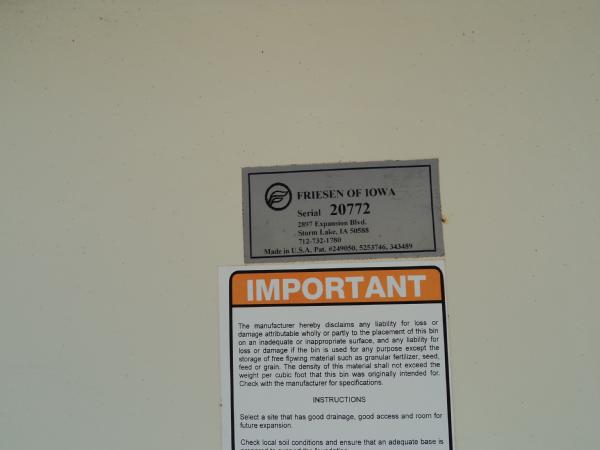 FRIESEN OF IOWA
Serial 20772
2897 Expansion Blvd.
Storm Lake, IA 50588
712-732-1780
Made in U.S.A. Pat. #249050, 5253746, 343489
IMPORTANT
The manufacturer hereby disclaims any liability for loss or
damage attributable wholly or partly to the placement of this bin
on an inadequate or inappropriate surface, and any liability for
loss or damage if the bin is used for any purpose except the
storage of free flowing material such as granular fertilizer, seed,
feed or grain. The density of this material shall not exceed the
weight per cubic foot that this bin was originally intended for.
Check with the manufacturer for specifications.
INSTRUCTIONS
Select a site that has good drainage, good access and room for
future expansion.
Check local soil conditions and ensure that an adequate base is